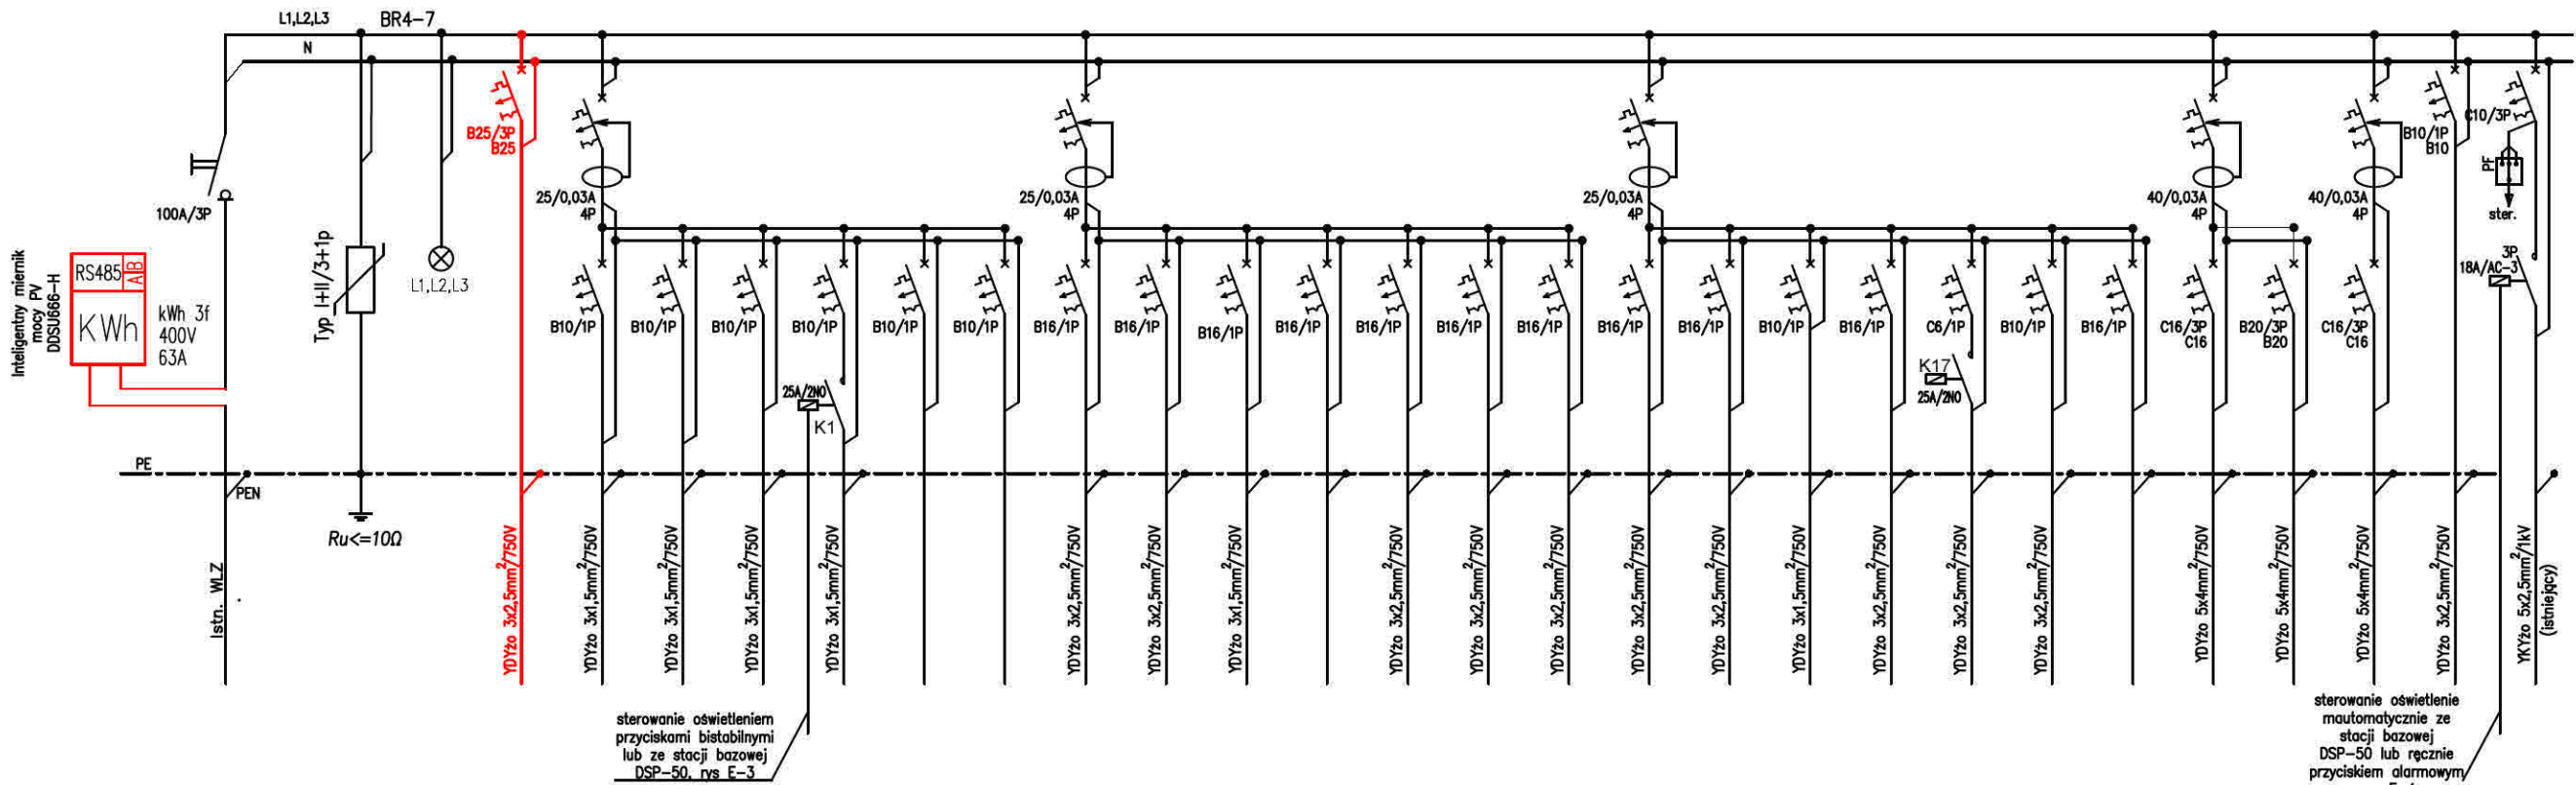 L1,L2,L3
BR4-7
N
100A/3P
Inteligentny miernik
mocy PV
DDSU666-H
RS485
A
B
KWh
kWh 3f
400V
63A
Typ I+II/3+1p
L1,L2,L3
B25/3P
B25
25/0,03A
4P
25/0,03A
4P
25/0,03A
4P
40/0,03A
4P
40/0,03A
4P
B10/1P
B10
C10/3P
PF
ster.
3P
18A/AC-3
B10/1P
B10/1P
B10/1P
B10/1P
B10/1P
B10/1P
B16/1P
B16/1P
B16/1P
B16/1P
B16/1P
B16/1P
B16/1P
B16/1P
B16/1P
B10/1P
B16/1P
C6/1P
B10/1P
B16/1P
C16/3P
C16
B20/3P
B20
C16/3P
C16
25A/2NO
K1
K17
25A/2NO
PE
PEN
Ru<=10Ω
Istn. WLZ
YDYżo 3x2,5mm²/750V
YDYżo 3x1,5mm²/750V
YDYżo 3x1,5mm²/750V
YDYżo 3x1,5mm²/750V
YDYżo 3x1,5mm²/750V
YDYżo 3x2,5mm²/750V
YDYżo 3x2,5mm²/750V
YDYżo 3x1,5mm²/750V
YDYżo 3x2,5mm²/750V
YDYżo 3x2,5mm²/750V
YDYżo 3x2,5mm²/750V
YDYżo 3x2,5mm²/750V
YDYżo 3x2,5mm²/750V
YDYżo 3x1,5mm²/750V
YDYżo 3x2,5mm²/750V
YDYżo 3x2,5mm²/750V
YDYżo 3x2,5mm²/750V
YDYżo 5x4mm²/750V
YDYżo 5x4mm²/750V
YDYżo 5x4mm²/750V
YDYżo 3x2,5mm²/750V
YKYżo 5x2,5mm²/1kV
(istniejący)
sterowanie oświetleniem
przyciskami bistabilnymi
lub ze stacji bazowej
DSP-50, rys E-3
sterowanie oświetlenie
mautomatycznie ze
stacji bazowej
DSP-50 lub ręcznie
przyciskiem alarmowym